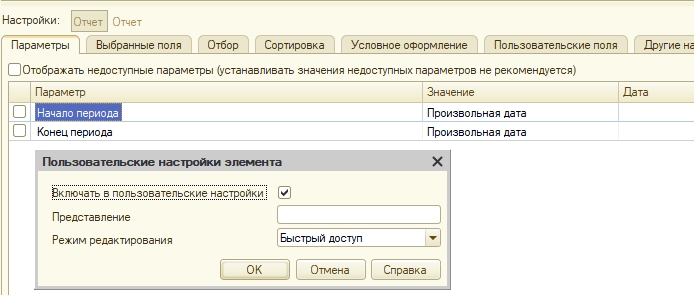 Настройки: Отчет Отчет
Параметры Выбранные поля Отбор Сортировка Условное оформление Пользовательские поля Другие на
Отображать недоступные параметры (устанавливать значения недоступных параметров не рекомендуется)
Параметр Значение Дата
Начало периода Произвольная дата
Конец периода Произвольная дата
Пользовательские настройки элемента
Включать в пользовательские настройки
Представление
Режим редактирования Быстрый доступ
OK Отмена Справка